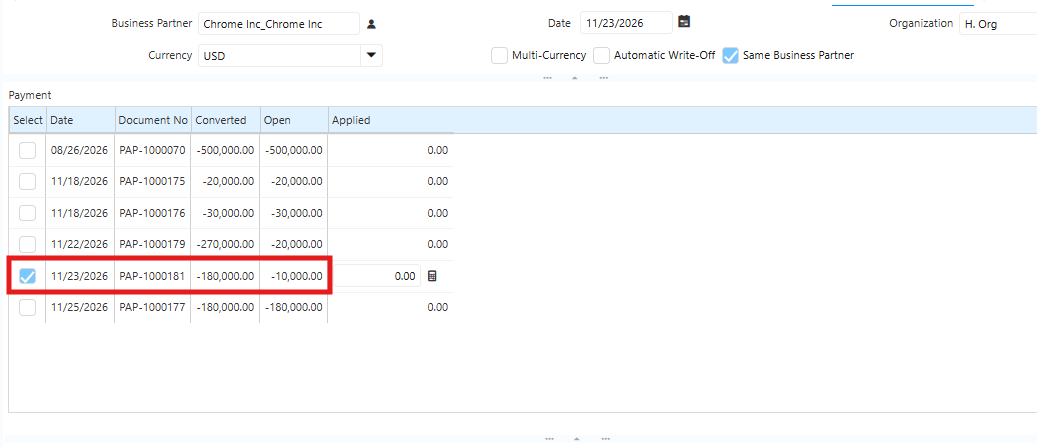 Business Partner Chrome Inc_Chrome Inc Date 11/23/2026 Organization H. Org
Currency USD Multi-Currency Automatic Write-Off Same Business Partner
Payment
Select Date Document No Converted Open Applied
08/26/2026 PAP-1000070 -500,000.00 -500,000.00 0.00
11/18/2026 PAP-1000175 -20,000.00 -20,000.00 0.00
11/18/2026 PAP-1000176 -30,000.00 -30,000.00 0.00
11/22/2026 PAP-1000179 -270,000.00 -20,000.00 0.00
11/23/2026 PAP-1000181 -180,000.00 -10,000.00 0.00
11/25/2026 PAP-1000177 -180,000.00 -180,000.00 0.00